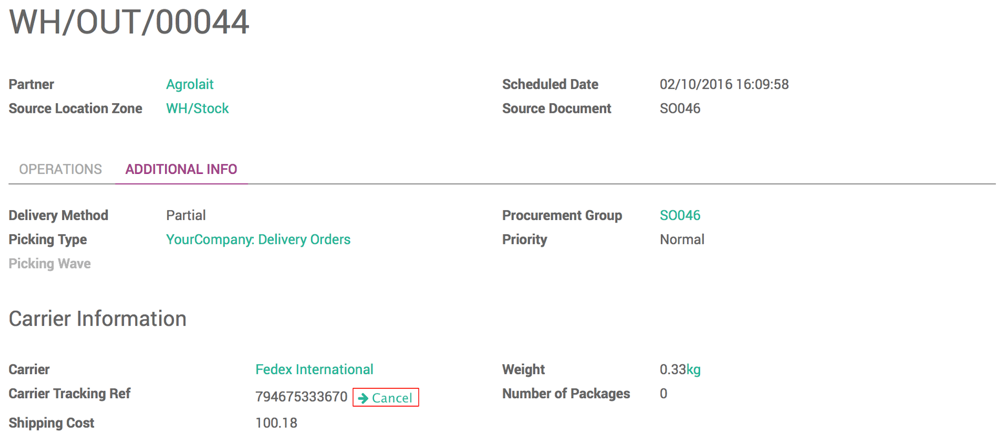 WH/OUT/00044
Partner Agrolait Scheduled Date 02/10/2016 16:09:58
Source Location Zone WH/Stock Source Document SO046
OPERATIONS ADDITIONAL INFO
Delivery Method Partial Procurement Group SO046
Picking Type YourCompany: Delivery Orders Priority Normal
Picking Wave
Carrier Information
Carrier Fedex International Weight 0.33kg
Carrier Tracking Ref 794675333670 Cancel Number of Packages 0
Shipping Cost 100.18